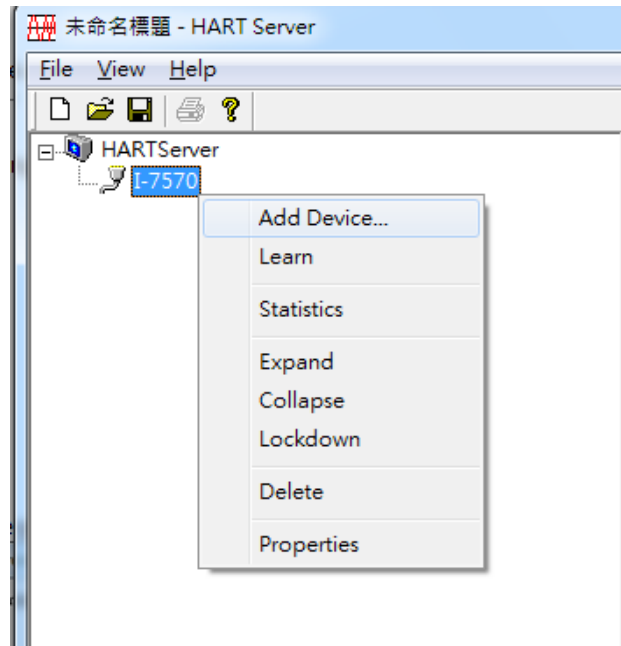 未命名標題 - HART Server
File View Help
HARTServer
I-7570
Add Device...
Learn
Statistics
Expand
Collapse
Lockdown
Delete
Properties